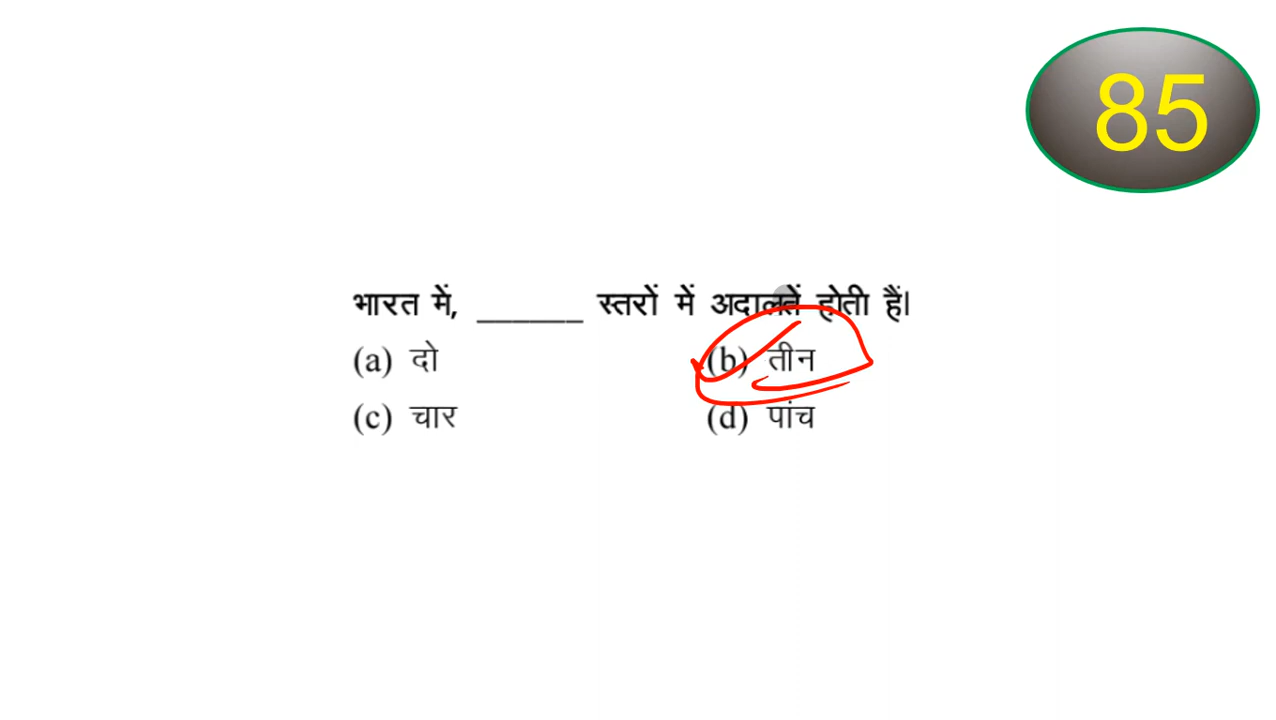 85
भारत में, ______ स्तरों में अदालतें होती हैं।
(a) दो (b) तीन
(c) चार (d) पांच